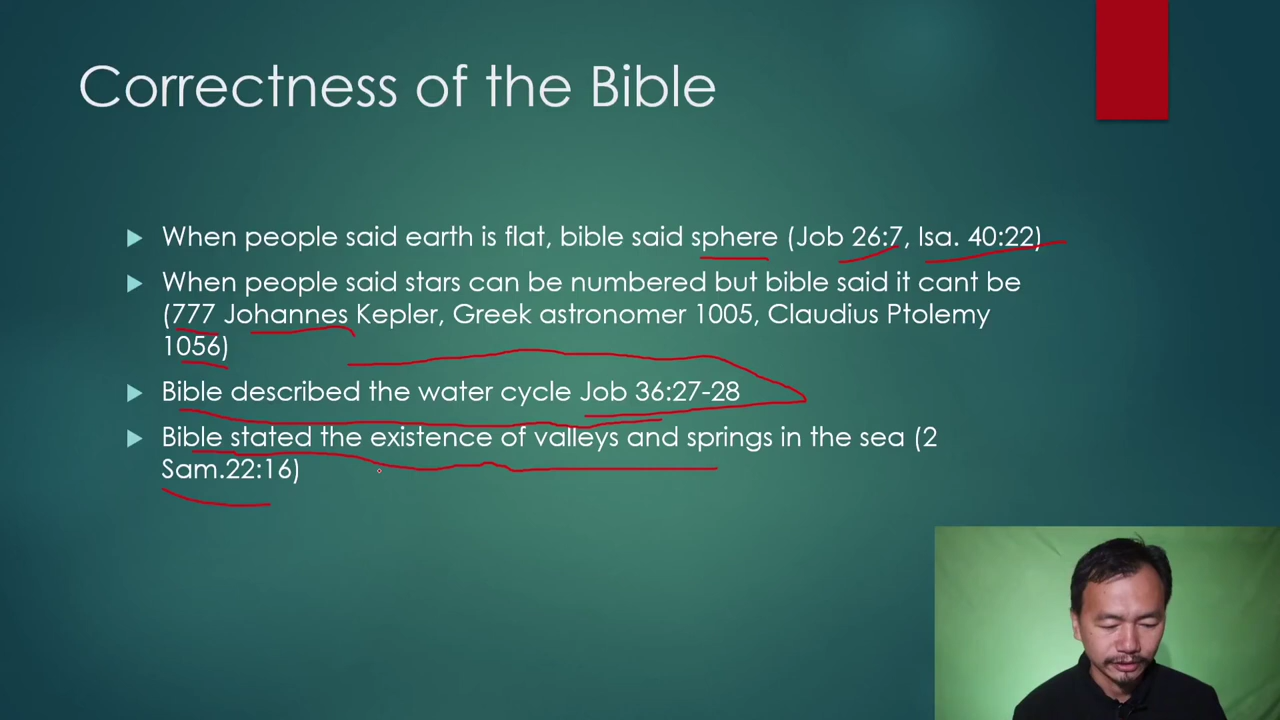 Correctness of the Bible
When people said earth is flat, bible said sphere (Job 26:7, Isa. 40:22)
When people said stars can be numbered but bible said it cant be
(777 Johannes Kepler, Greek astronomer 1005, Claudius Ptolemy
1056)
Bible described the water cycle Job 36:27-28
Bible stated the existence of valleys and springs in the sea (2
Sam.22:16)